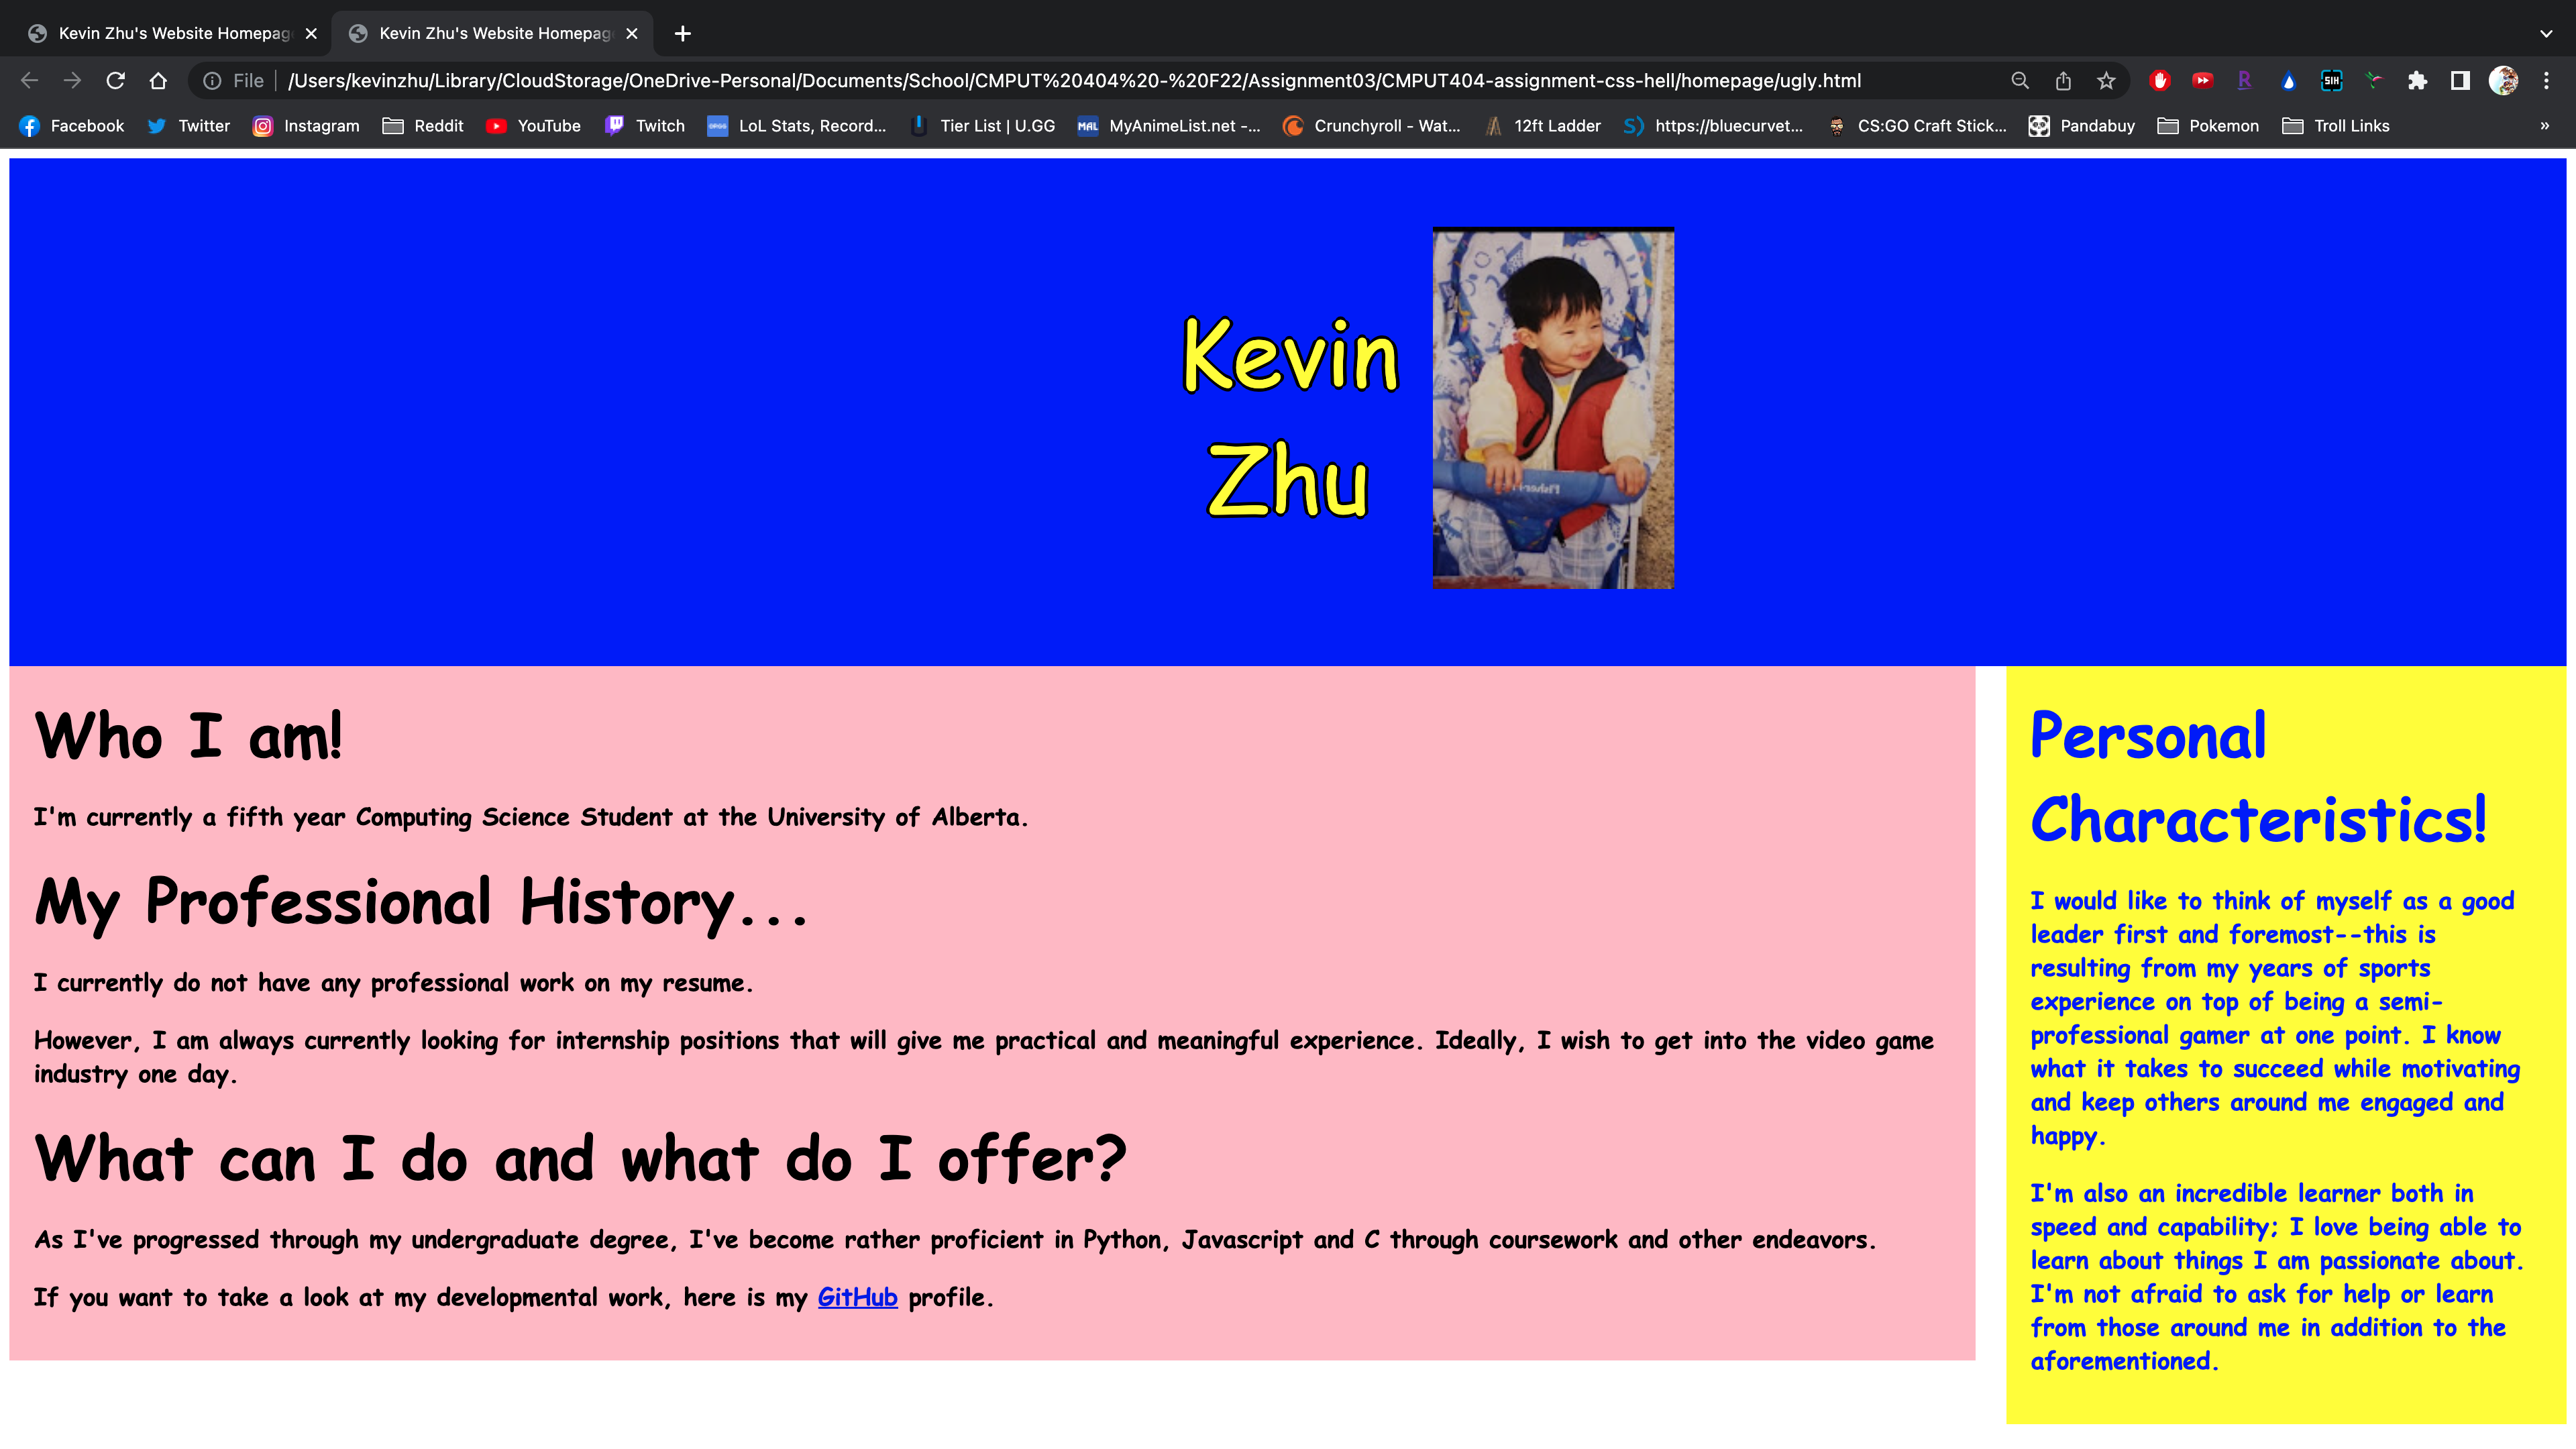 Kevin Zhu's Website Homepag
Kevin Zhu's Website Homepag
File /Users/kevinzhu/Library/CloudStorage/OneDrive-Personal/Documents/School/CMPUT%20404%20-%20F22/Assignment03/CMPUT404-assignment-css-hell/homepage/ugly.html
Facebook Twitter Instagram Reddit YouTube Twitch LoL Stats, Record... Tier List | U.GG MyAnimeList.net -... Crunchyroll - Wat... 12ft Ladder https://bluecurvet... CS:GO Craft Stick... Pandabuy Pokemon Troll Links »
Kevin
Zhu
Who I am!
I'm currently a fifth year Computing Science Student at the University of Alberta.
My Professional History...
I currently do not have any professional work on my resume.
However, I am always currently looking for internship positions that will give me practical and meaningful experience. Ideally, I wish to get into the video game
industry one day.
What can I do and what do I offer?
As I've progressed through my undergraduate degree, I've become rather proficient in Python, Javascript and C through coursework and other endeavors.
If you want to take a look at my developmental work, here is my GitHub profile.
Personal
Characteristics!
I would like to think of myself as a good
leader first and foremost--this is
resulting from my years of sports
experience on top of being a semi-
professional gamer at one point. I know
what it takes to succeed while motivating
and keep others around me engaged and
happy.
I'm also an incredible learner both in
speed and capability; I love being able to
learn about things I am passionate about.
I'm not afraid to ask for help or learn
from those around me in addition to the
aforementioned.